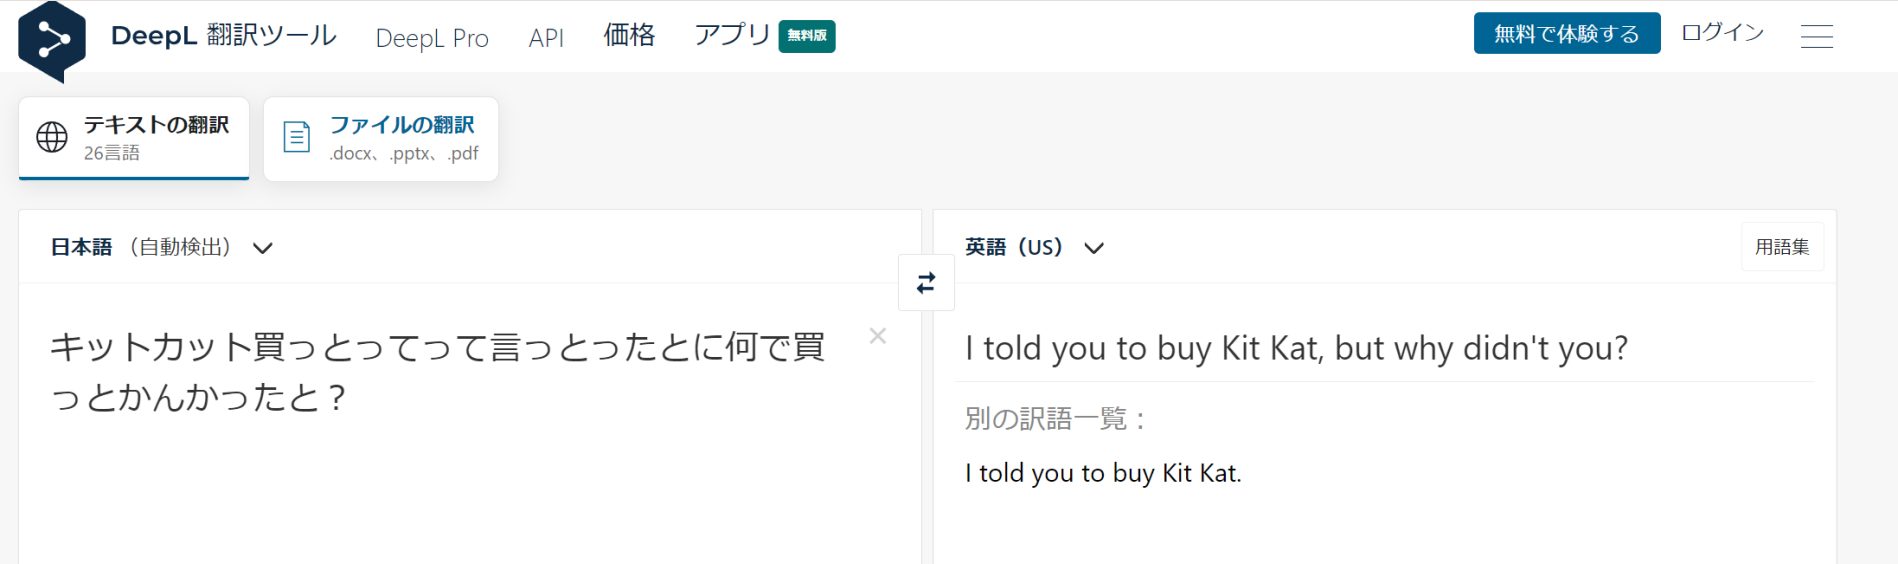 DeepL 翻訳ツール DeepL Pro API 価格 アプリ 無料版 無料で体験する ログイン
テキストの翻訳
26言語
ファイルの翻訳
.docx、.pptx、.pdf
日本語 （自動検出）
英語（US）
用語集
キットカット買っとってって言っとったとに何で買
っとかんかったと？
I told you to buy Kit Kat, but why didn't you?
別の訳語一覧：
I told you to buy Kit Kat.